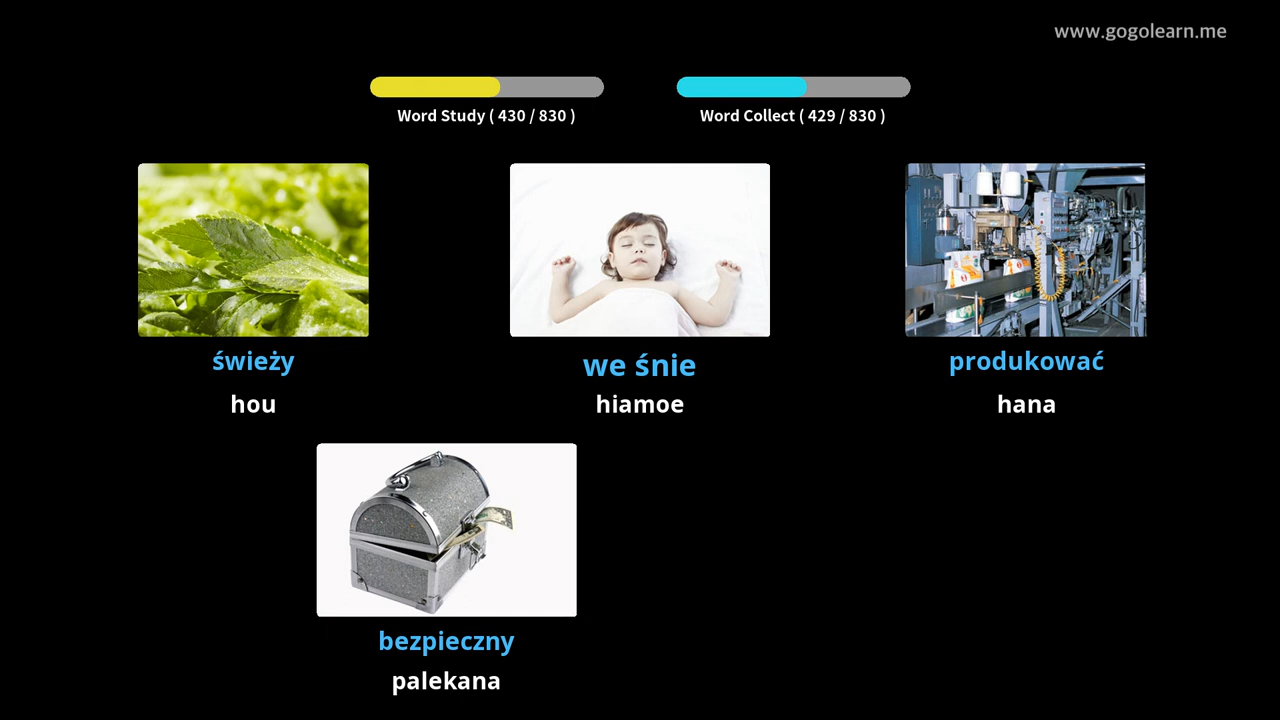 www.gogolearn.me
Word Study ( 430 / 830 )
Word Collect ( 429 / 830 )
świeży
we śnie
produkować
hou
hiamoe
hana
bezpieczny
palekana